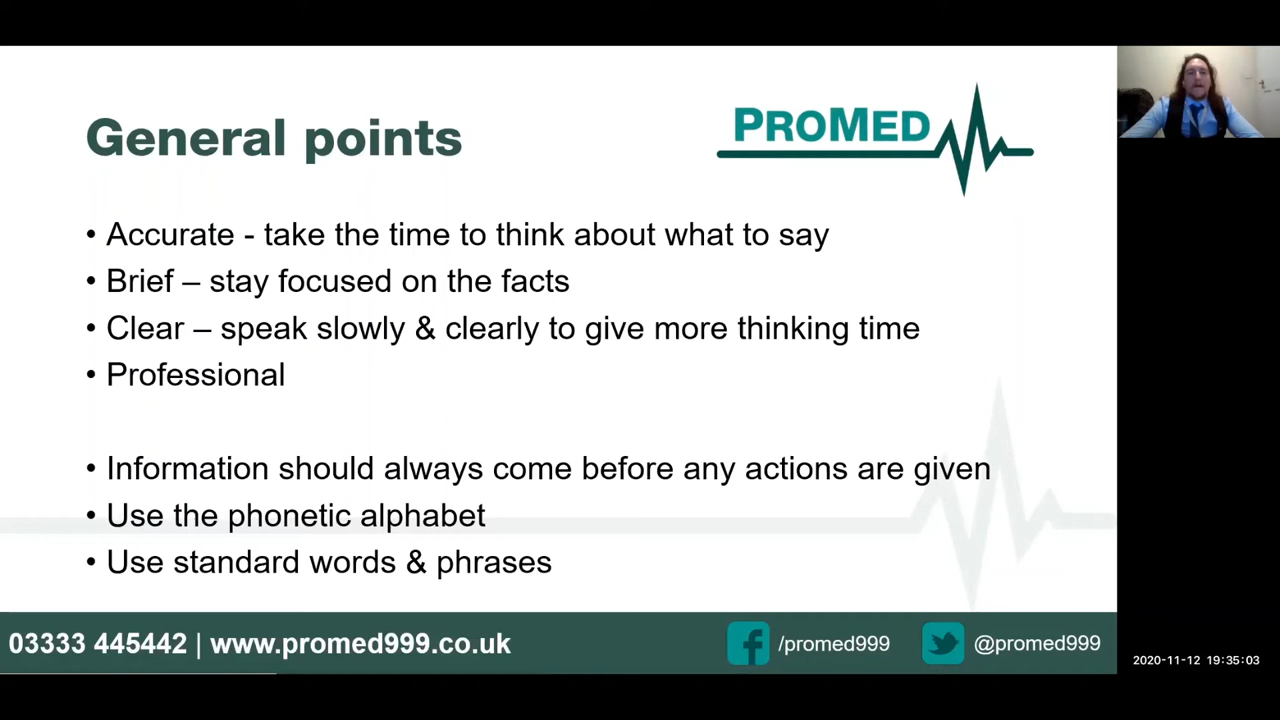 General points
PROMED
• Accurate - take the time to think about what to say
• Brief – stay focused on the facts
• Clear – speak slowly & clearly to give more thinking time
• Professional
• Information should always come before any actions are given
• Use the phonetic alphabet
• Use standard words & phrases
03333 445442 | www.promed999.co.uk
/promed999
@promed999
2020-11-12 19:35:03